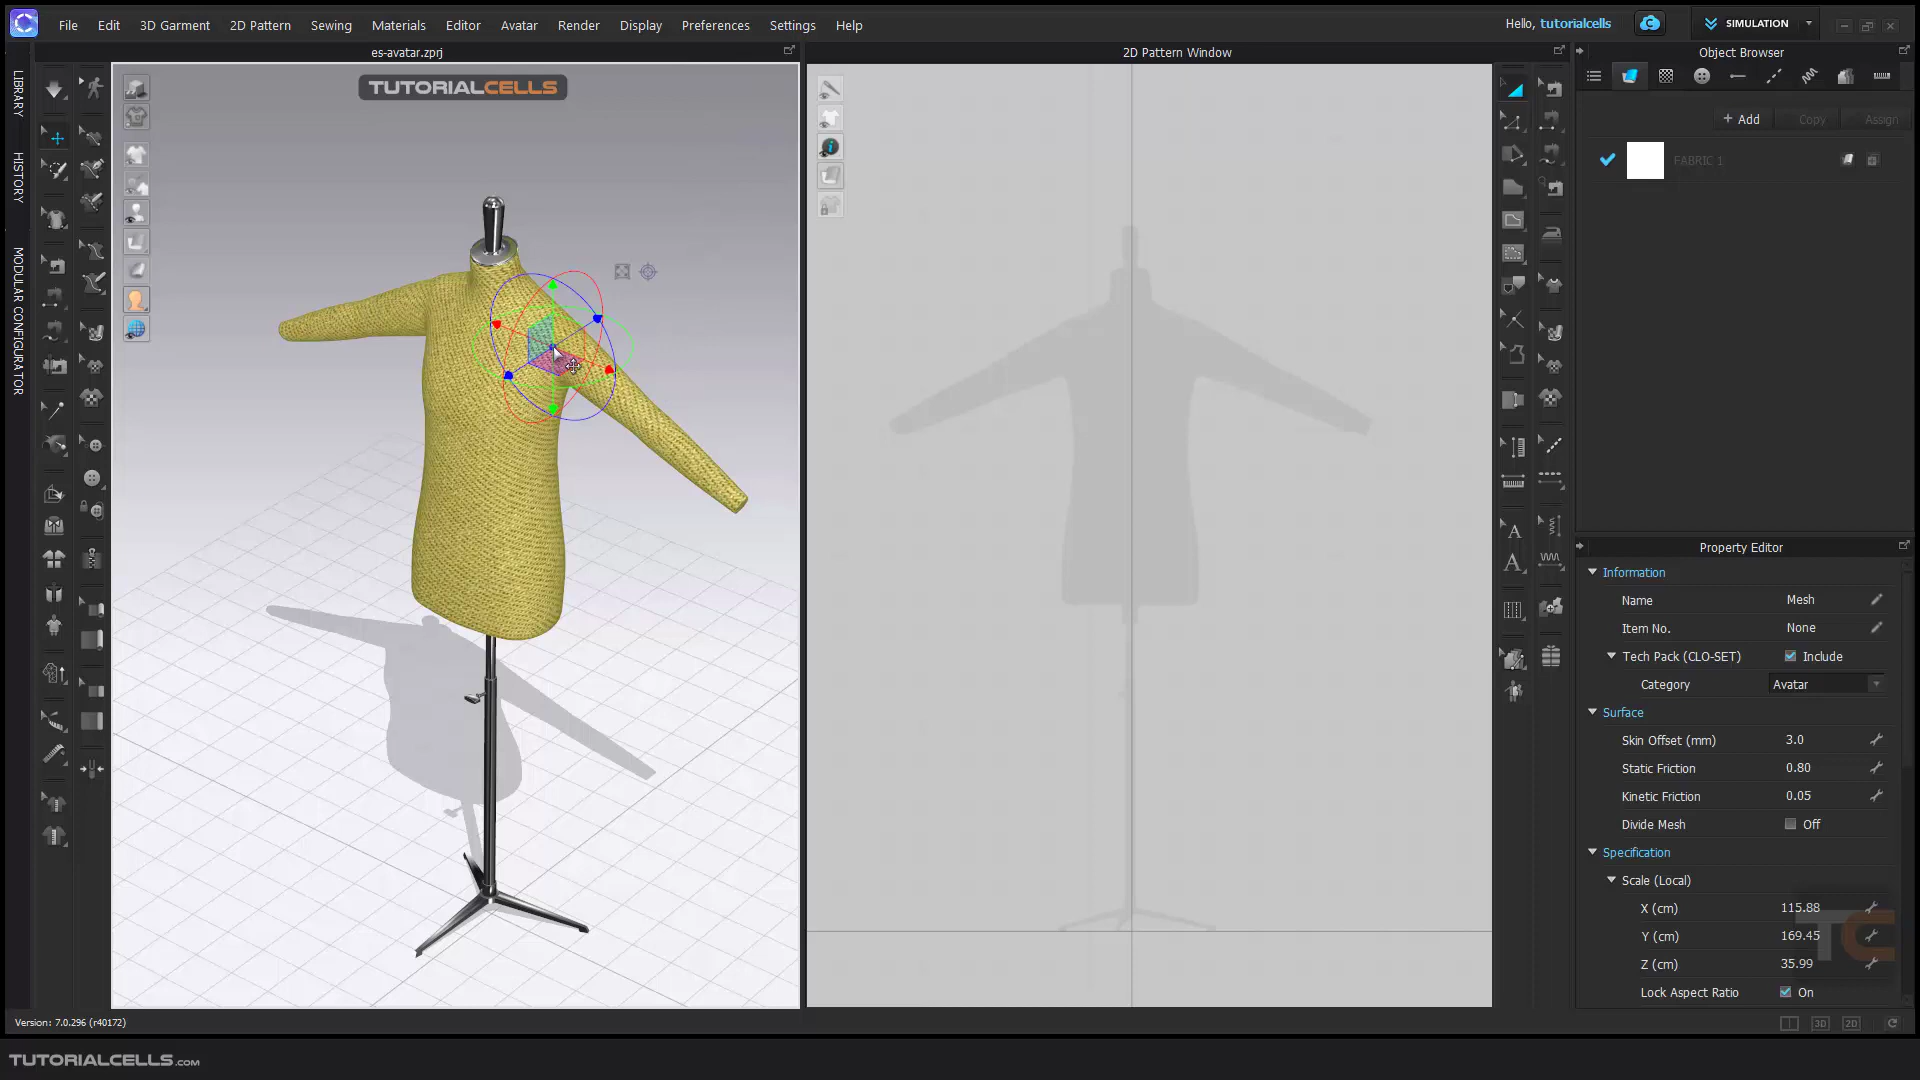 File Edit 3D Garment 2D Pattern Sewing Materials Editor Avatar Render Display Preferences Settings Help
Hello, tutorialcells
SIMULATION
es-avatar.zprj
2D Pattern Window
Object Browser
LIBRARY
HISTORY
MODULAR CONFIGURATOR
TUTORIALCELLS
+ Add Copy Assign
FABRIC 1
Property Editor
Information
Name Mesh
Item No. None
Tech Pack (CLO-SET) Include
Category Avatar
Surface
Skin Offset (mm) 3.0
Static Friction 0.80
Kinetic Friction 0.05
Divide Mesh Off
Specification
Scale (Local)
X (cm) 115.88
Y (cm) 169.45
Z (cm) 35.99
Lock Aspect Ratio On
TC
Version: 7.0.296 (r40172)
3D 2D
TUTORIALCELLS.com